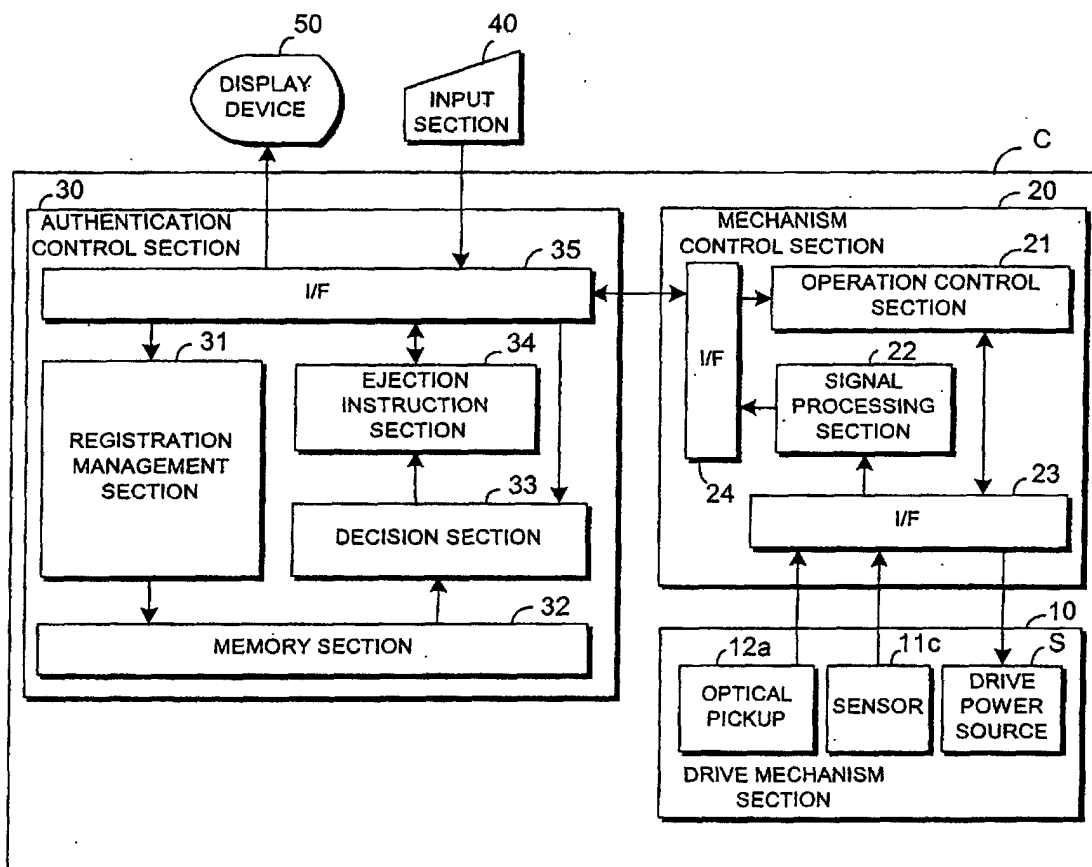 50
40
DISPLAY
DEVICE
INPUT
SECTION
C
30
AUTHENTICATION
CONTROL SECTION
35
I/F
31
REGISTRATION
MANAGEMENT
SECTION
34
EJECTION
INSTRUCTION
SECTION
33
DECISION SECTION
32
MEMORY SECTION
20
MECHANISM
CONTROL SECTION
21
OPERATION CONTROL
SECTION
I/F
24
22
SIGNAL
PROCESSING
SECTION
23
I/F
10
12a
OPTICAL
PICKUP
11c
SENSOR
S
DRIVE
POWER
SOURCE
DRIVE MECHANISM
SECTION